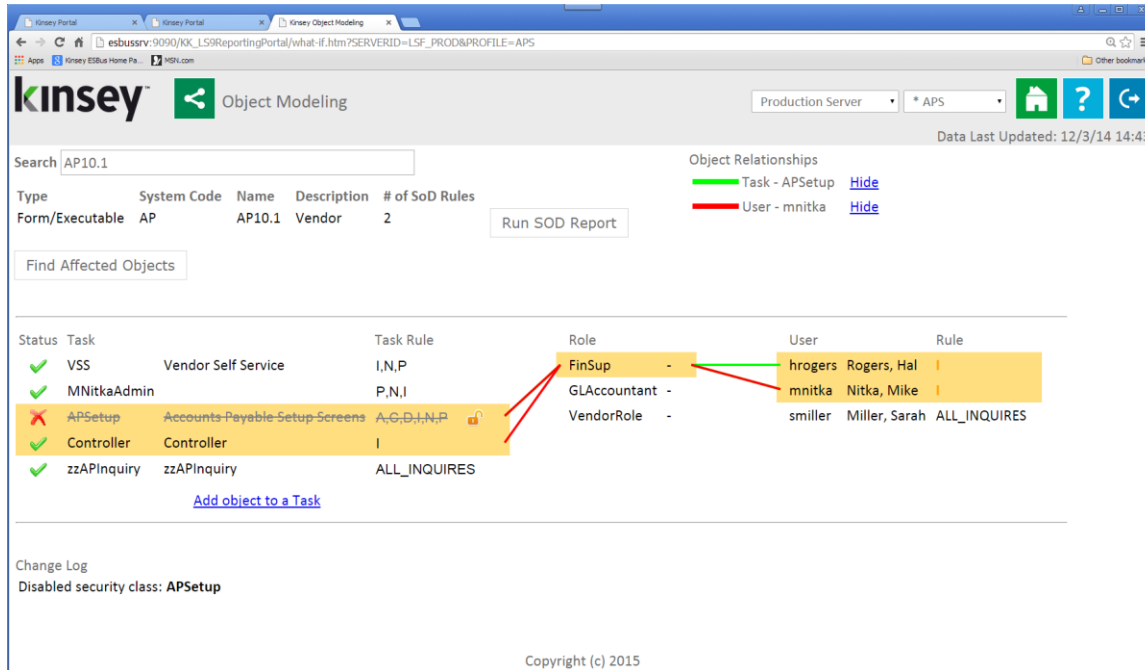 Kinsey Portal Kinsey Portal Kinsey Object Modeling
esbussrv:9090/KK_LS9ReportingPortal/what-if.htm?SERVERID=LSF_PROD&PROFILE=APS
Apps Kinsey ESBus Home Pa... MSN.com Other bookmark
kinsey Object Modeling Production Server * APS ?
Data Last Updated: 12/3/14 14:43
Search AP10.1 Object Relationships
Task - APSetup Hide
Type System Code Name Description # of SoD Rules
User - mnitka Hide
Form/Executable AP AP10.1 Vendor 2 Run SOD Report
Find Affected Objects
Status Task Task Rule Role User Rule
VSS Vendor Self Service I,N,P FinSup - hrogers Rogers, Hal I
MNitkaAdmin P,N,I GLAccountant - mnitka Nitka, Mike I
APSetup Accounts Payable Setup Screens A,C,D,I,N,P VendorRole - smiller Miller, Sarah ALL_INQUIRES
Controller Controller I
zzAPInquiry zzAPInquiry ALL_INQUIRES
Add object to a Task
Change Log
Disabled security class: APSetup
Copyright (c) 2015